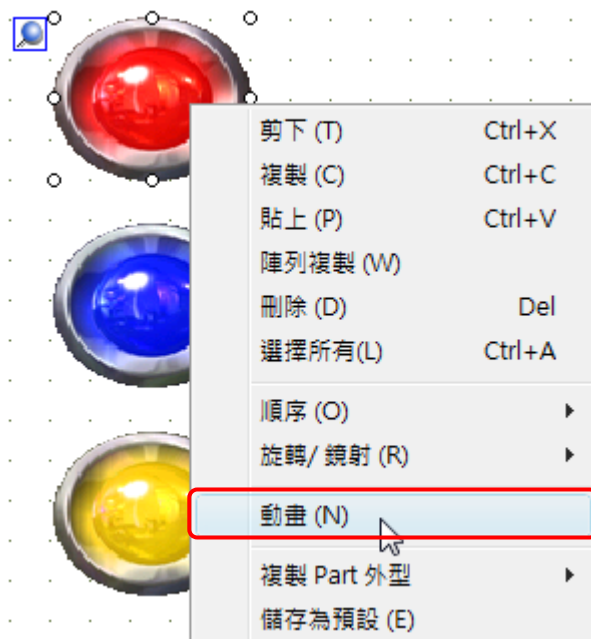 剪下 (T) Ctrl+X
複製 (C) Ctrl+C
貼上 (P) Ctrl+V
陣列複製 (W)
刪除 (D) Del
選擇所有(L) Ctrl+A
順序 (O)
旋轉/ 鏡射 (R)
動畫 (N)
複製 Part 外型
儲存為預設 (E)